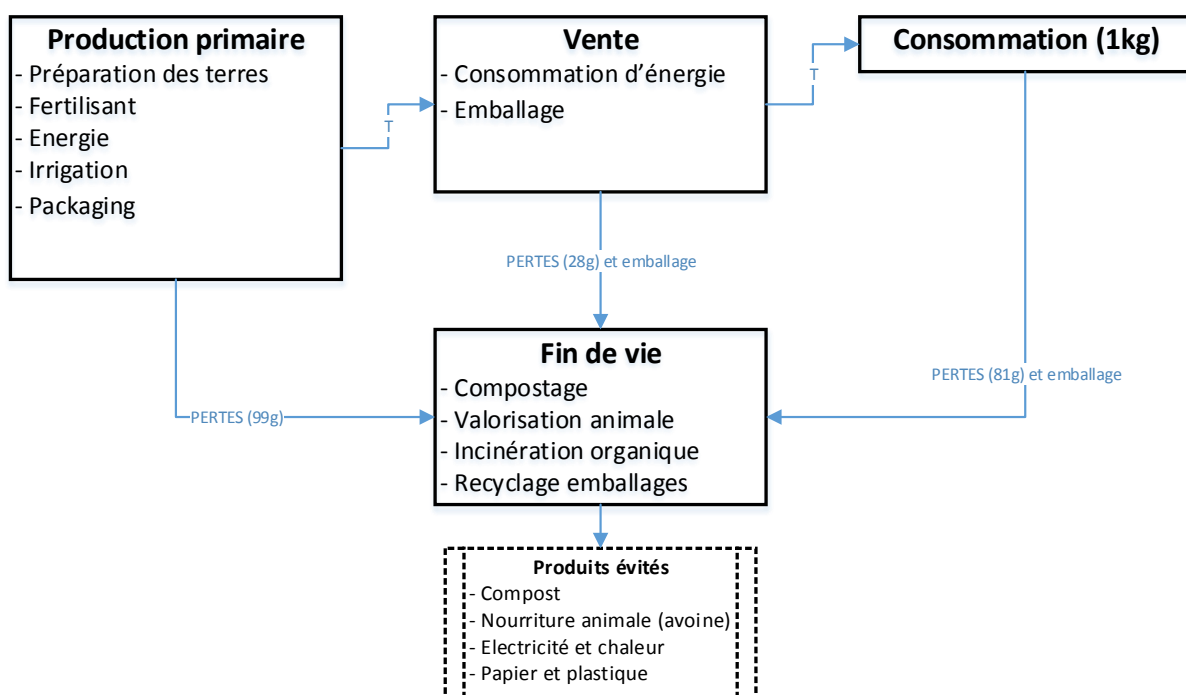 Production primaire
- Préparation des terres
- Fertilisant
- Energie
- Irrigation
- Packaging
T
Vente
- Consommation d’énergie
- Emballage
T
Consommation (1kg)
PERTES (28g) et emballage
PERTES (81g) et emballage
PERTES (99g)
Fin de vie
- Compostage
- Valorisation animale
- Incinération organique
- Recyclage emballages
Produits évités
- Compost
- Nourriture animale (avoine)
- Electricité et chaleur
- Papier et plastique